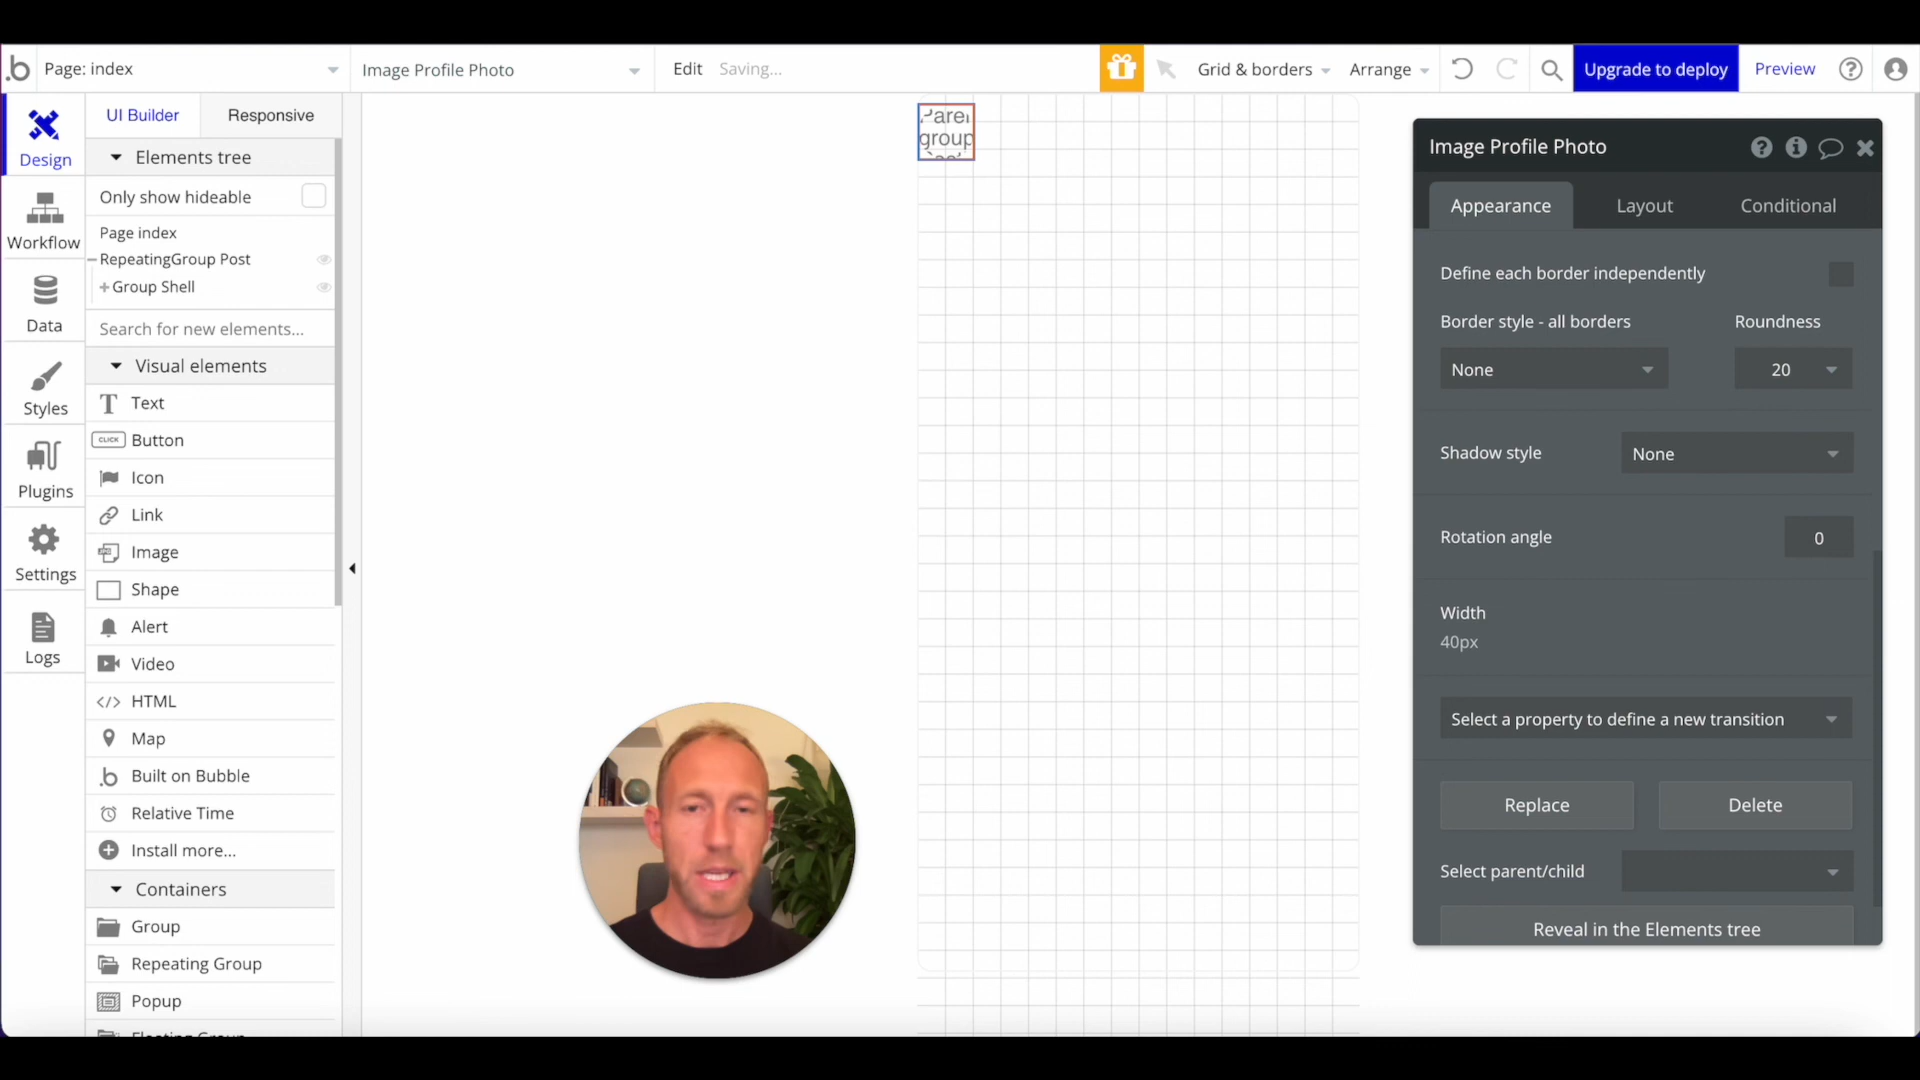 .b
Page: index
Image Profile Photo
Edit
Saving...
Grid & borders
Arrange
Upgrade to deploy
Preview
Design
Workflow
Data
Styles
Plugins
Settings
Logs
UI Builder
Responsive
Elements tree
Only show hideable
Page index
RepeatingGroup Post
Group Shell
Search for new elements...
Visual elements
Text
CLICK
Button
Icon
Link
Image
Shape
Alert
Video
HTML
Map
Built on Bubble
Relative Time
Install more...
Containers
Group
Repeating Group
Popup
Floating Group
group
Image Profile Photo
Appearance
Layout
Conditional
Define each border independently
Border style - all borders
Roundness
None
20
Shadow style
None
Rotation angle
0
Width
40px
Select a property to define a new transition
Replace
Delete
Select parent/child
Reveal in the Elements tree